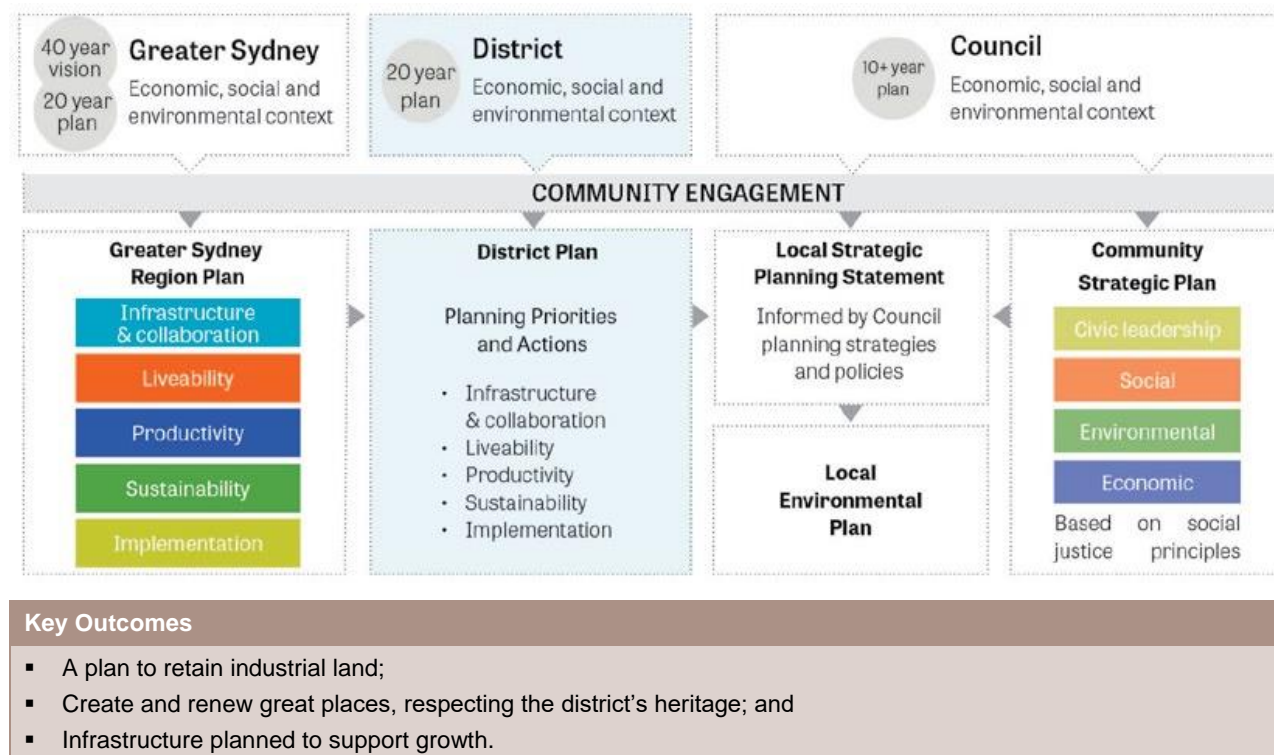 40 year
vision
20 year
plan
Greater Sydney
Economic, social and
environmental context
20 year
plan
District
Economic, social and
environmental context
10+ year
plan
Council
Economic, social and
environmental context
COMMUNITY ENGAGEMENT
Greater Sydney
Region Plan
Infrastructure
& collaboration
Liveability
Productivity
Sustainability
Implementation
District Plan
Planning Priorities
and Actions
• Infrastructure
& collaboration
• Liveability
• Productivity
• Sustainability
• Implementation
Local Strategic
Planning Statement
Informed by Council
planning strategies
and policies
Local
Environmental
Plan
Community
Strategic Plan
Civic leadership
Social
Environmental
Economic
Based on social
justice principles
Key Outcomes
▪ A plan to retain industrial land;
▪ Create and renew great places, respecting the district’s heritage; and
▪ Infrastructure planned to support growth.